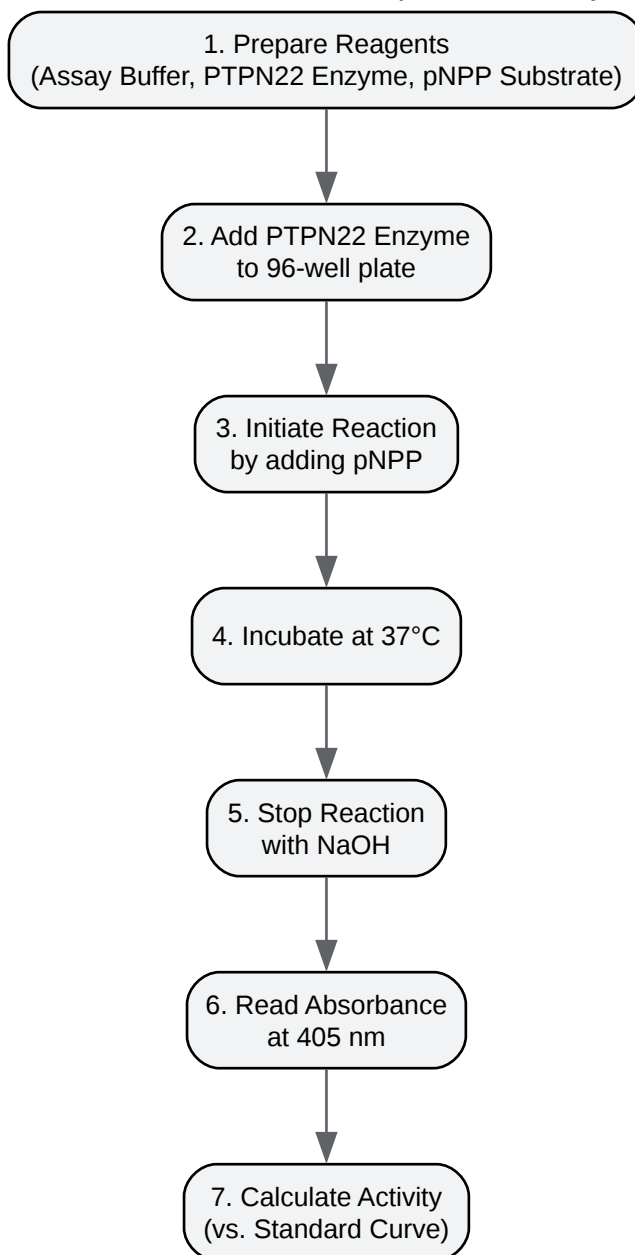 1. Prepare Reagents
(Assay Buffer, PTPN22 Enzyme, pNPP Substrate)
2. Add PTPN22 Enzyme
to 96-well plate
3. Initiate Reaction
by adding pNPP
4. Incubate at 37°C
5. Stop Reaction
with NaOH
6. Read Absorbance
at 405 nm
7. Calculate Activity
(vs. Standard Curve)